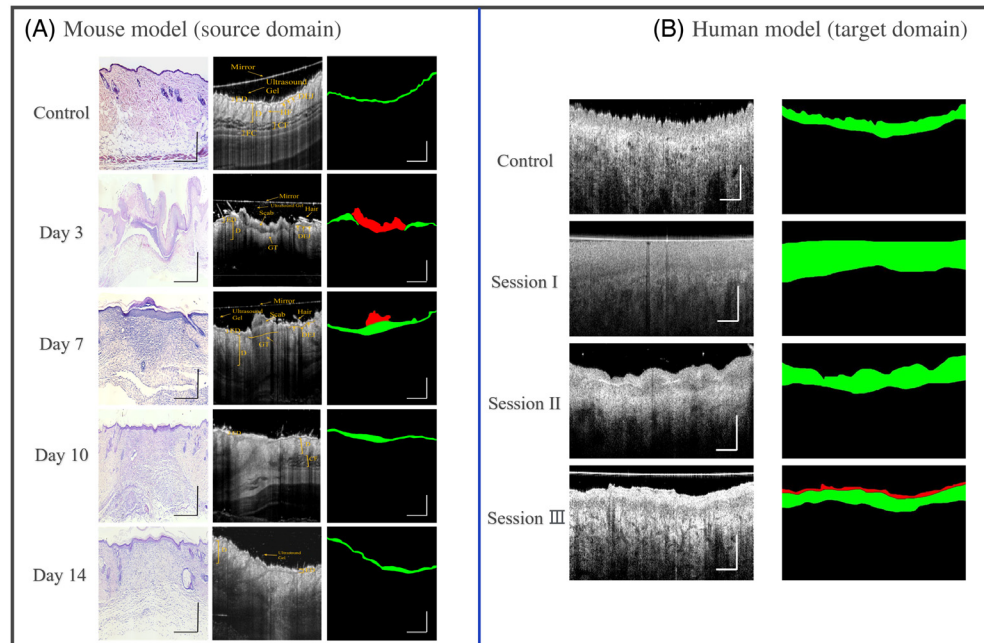 (A) Mouse model (source domain)
Control
Mirror
Ultrasound
Gel
Day 3
Mirror
Ultrasound Gel
Scab
Hair
D
GT
Day 7
Mirror
Ultrasound
Gel
Scab
Hair
D
GT
Day 10
Day 14
Ultrasound
Gel
(B) Human model (target domain)
Control
Session I
Session II
Session III